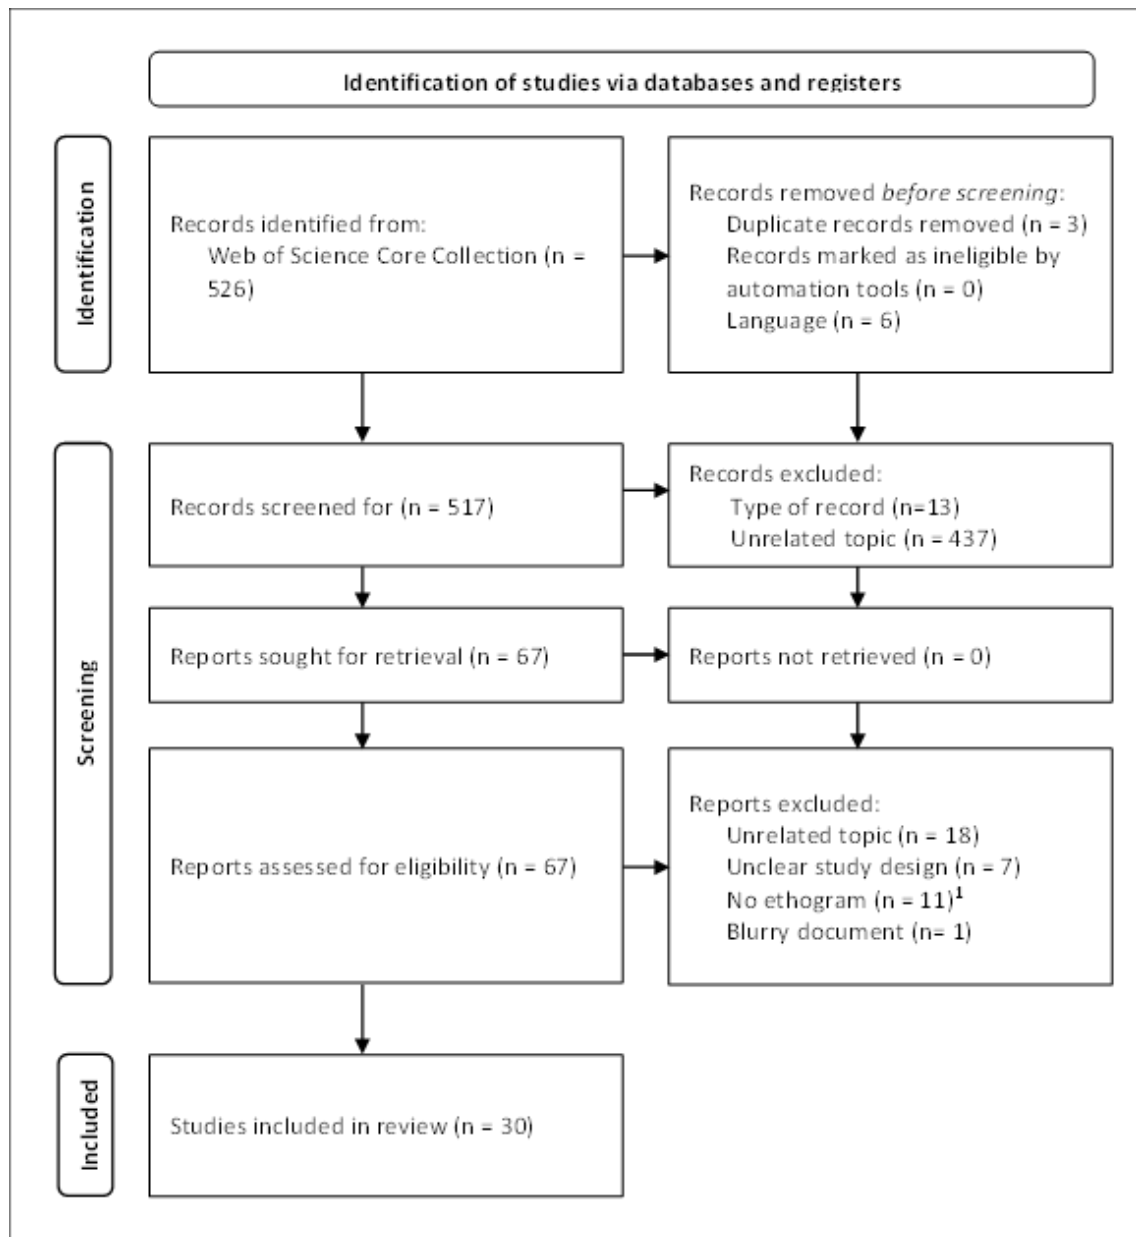 Identification of studies via databases and registers
Identification
Records identified from:
Web of Science Core Collection (n =
526)
Records removed before screening:
Duplicate records removed (n = 3)
Records marked as ineligible by
automation tools (n = 0)
Language (n = 6)
Screening
Records screened for (n = 517)
Records excluded:
Type of record (n=13)
Unrelated topic (n = 437)
Reports sought for retrieval (n = 67)
Reports not retrieved (n = 0)
Reports assessed for eligibility (n = 67)
Reports excluded:
Unrelated topic (n = 18)
Unclear study design (n = 7)
No ethogram (n = 11)¹
Blurry document (n= 1)
Included
Studies included in review (n = 30)